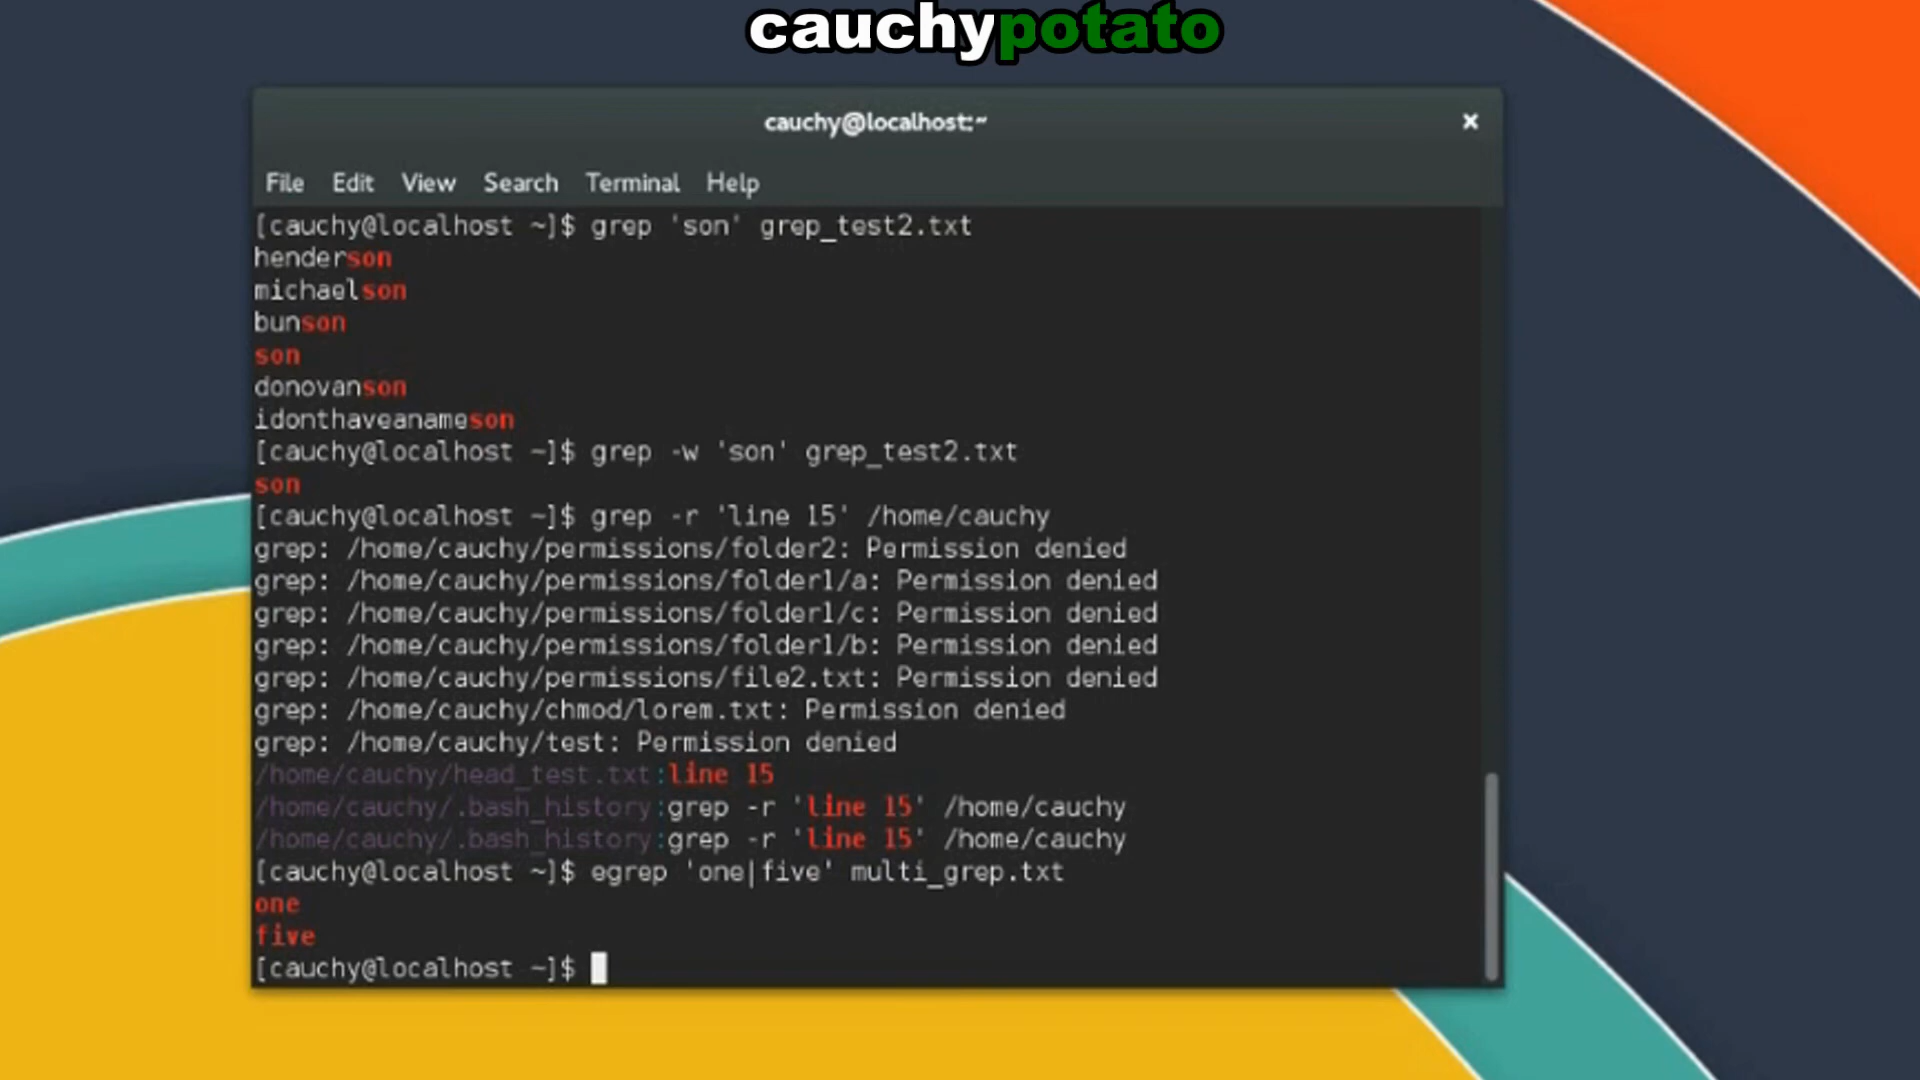 cauchypotato
cauchy@localhost:~
×
File Edit View Search Terminal Help
[cauchy@localhost ~]$ grep 'son' grep_test2.txt
henderson
michaelson
bunson
son
donovanson
idonthaveanameson
[cauchy@localhost ~]$ grep -w 'son' grep_test2.txt
son
[cauchy@localhost ~]$ grep -r 'line 15' /home/cauchy
grep: /home/cauchy/permissions/folder2: Permission denied
grep: /home/cauchy/permissions/folder1/a: Permission denied
grep: /home/cauchy/permissions/folder1/c: Permission denied
grep: /home/cauchy/permissions/folder1/b: Permission denied
grep: /home/cauchy/permissions/file2.txt: Permission denied
grep: /home/cauchy/chmod/lorem.txt: Permission denied
grep: /home/cauchy/test: Permission denied
/home/cauchy/head_test.txt:line 15
/home/cauchy/.bash_history:grep -r 'line 15' /home/cauchy
/home/cauchy/.bash_history:grep -r 'line 15' /home/cauchy
[cauchy@localhost ~]$ egrep 'one|five' multi_grep.txt
one
five
[cauchy@localhost ~]$